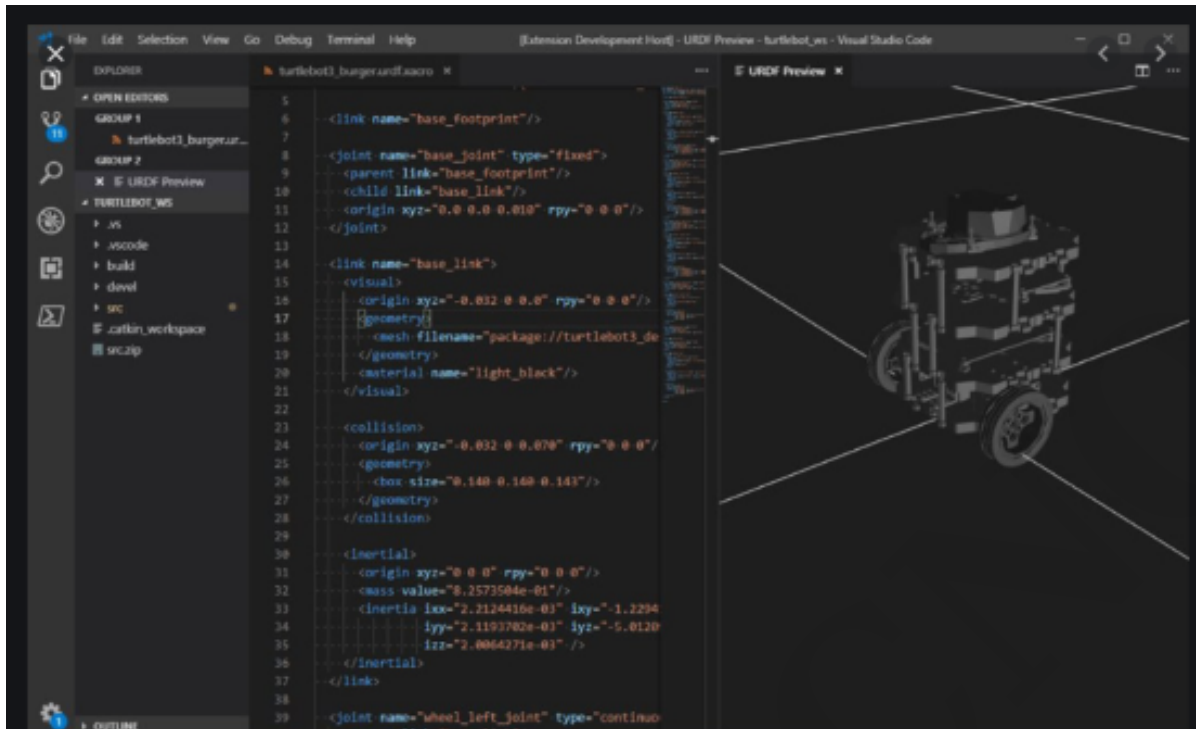 File Edit Selection View Go Debug Terminal Help [Extension Development Host] - URDF Preview - turtlebot_ws - Visual Studio Code
EXPLORER
OPEN EDITORS
GROUP 1
turtlebot3_burger.ur...
GROUP 2
URDF Preview
TURTLEBOT_WS
.vs
.vscode
build
devel
src
.catkin_workspace
src.zip
OUTLINE
11
1
turtlebot3_burger.urdf.xacro
5
6 <link name="base_footprint"/>
7
8 <joint name="base_joint" type="fixed">
9 <parent link="base_footprint"/>
10 <child link="base_link"/>
11 <origin xyz="0.0 0.0 0.010" rpy="0 0 0"/>
12 </joint>
13
14 <link name="base_link">
15 <visual>
16 <origin xyz="-0.032 0 0.0" rpy="0 0 0"/>
17 <geometry>
18 <mesh filename="package://turtlebot3_de
19 </geometry>
20 <material name="light_black"/>
21 </visual>
22
23 <collision>
24 <origin xyz="-0.032 0 0.070" rpy="0 0 0"/
25 <geometry>
26 <box size="0.140 0.140 0.143"/>
27 </geometry>
28 </collision>
29
30 <inertial>
31 <origin xyz="0 0 0" rpy="0 0 0"/>
32 <mass value="8.2573504e-01"/>
33 <inertia ixx="2.2124416e-03" ixy="-1.2294
34 iyy="2.1193702e-03" iyz="-5.0120
35 izz="2.0064271e-03" />
36 </inertial>
37 </link>
38
39 <joint name="wheel_left_joint" type="continuo
URDF Preview